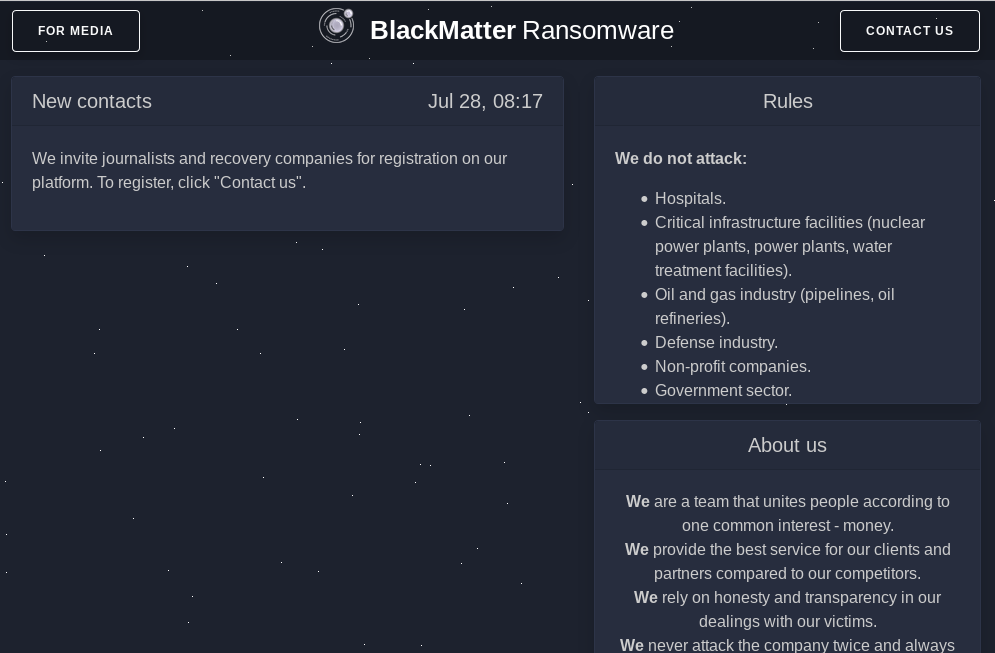 FOR MEDIA
BlackMatter Ransomware
CONTACT US
New contacts
Jul 28, 08:17
We invite journalists and recovery companies for registration on our
platform. To register, click "Contact us".
Rules
We do not attack:
Hospitals.
Critical infrastructure facilities (nuclear
power plants, power plants, water
treatment facilities).
Oil and gas industry (pipelines, oil
refineries).
Defense industry.
Non-profit companies.
Government sector.
About us
We are a team that unites people according to
one common interest - money.
We provide the best service for our clients and
partners compared to our competitors.
We rely on honesty and transparency in our
dealings with our victims.
We never attack the company twice and always